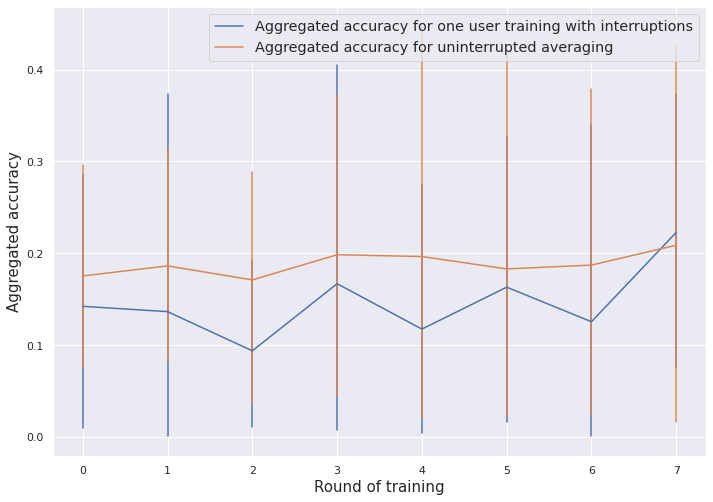 Aggregated accuracy for one user training with interruptions
Aggregated accuracy for uninterrupted averaging
Aggregated accuracy
0.4
0.3
0.2
0.1
0.0
0 1 2 3 4 5 6 7
Round of training